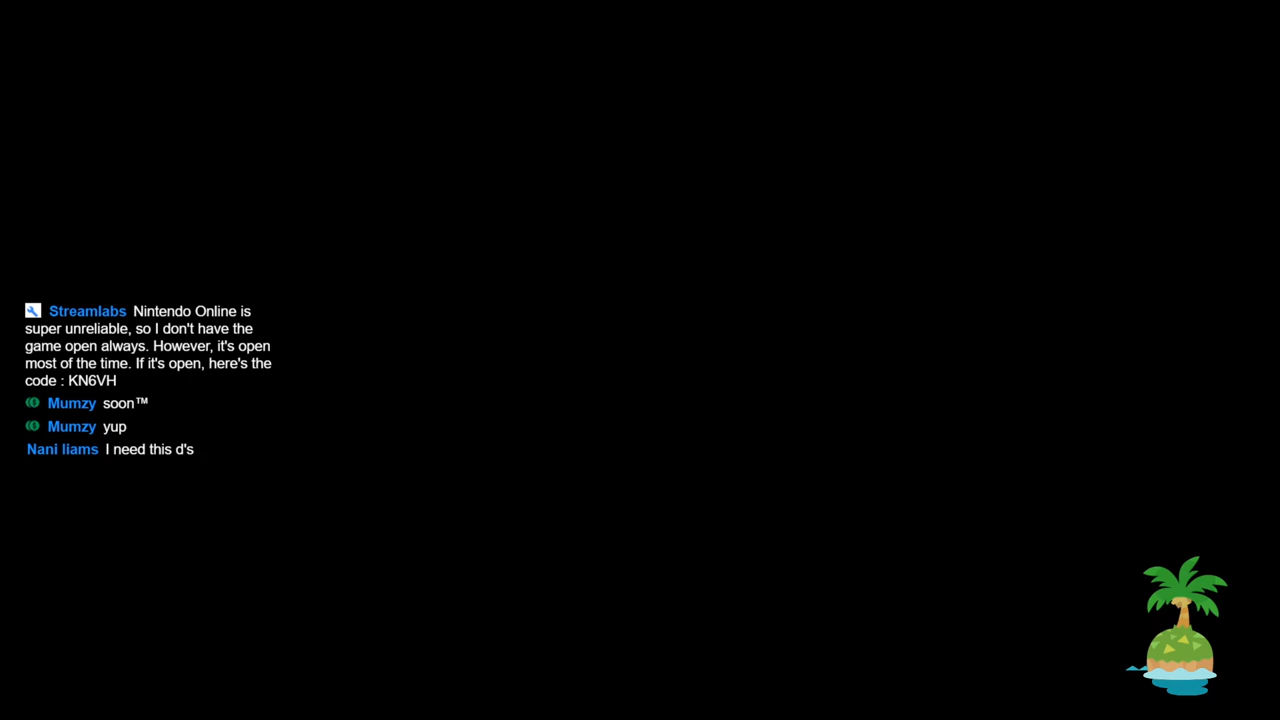 Streamlabs Nintendo Online is
super unreliable, so I don't have the
game open always. However, it's open
most of the time. If it's open, here's the
code : KN6VH
Mumzy soon™
Mumzy yup
Nani liams I need this d's